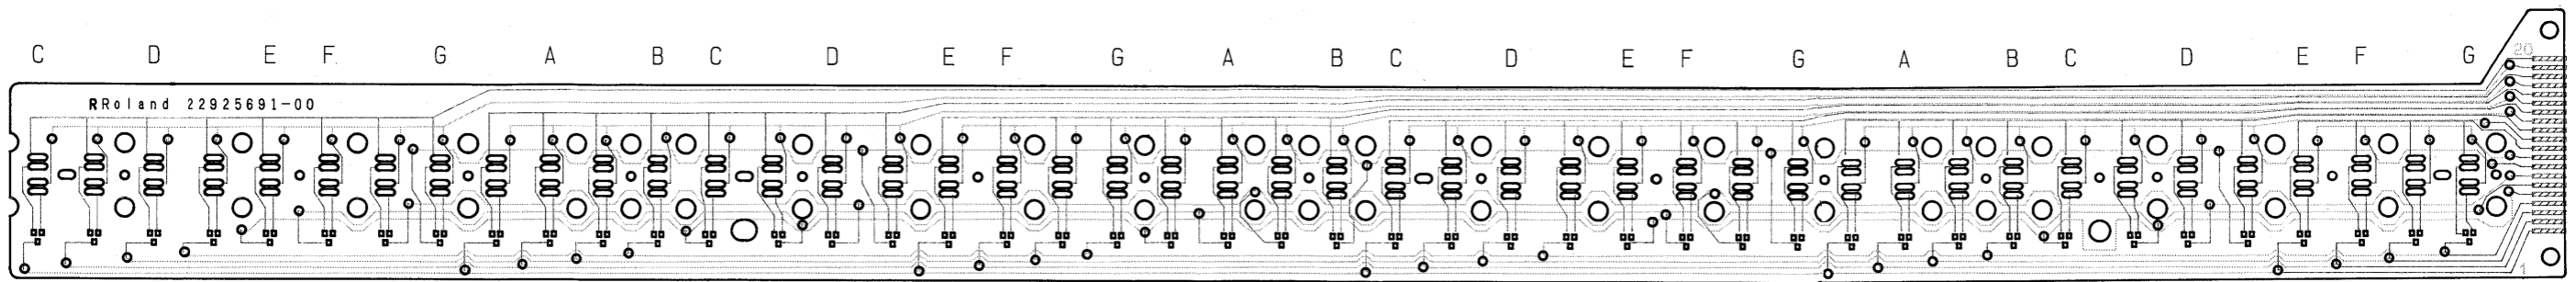 C D E F G A B C D E F G A B C D E F G A B C D E F G
20
RRoland 22925691-00
1